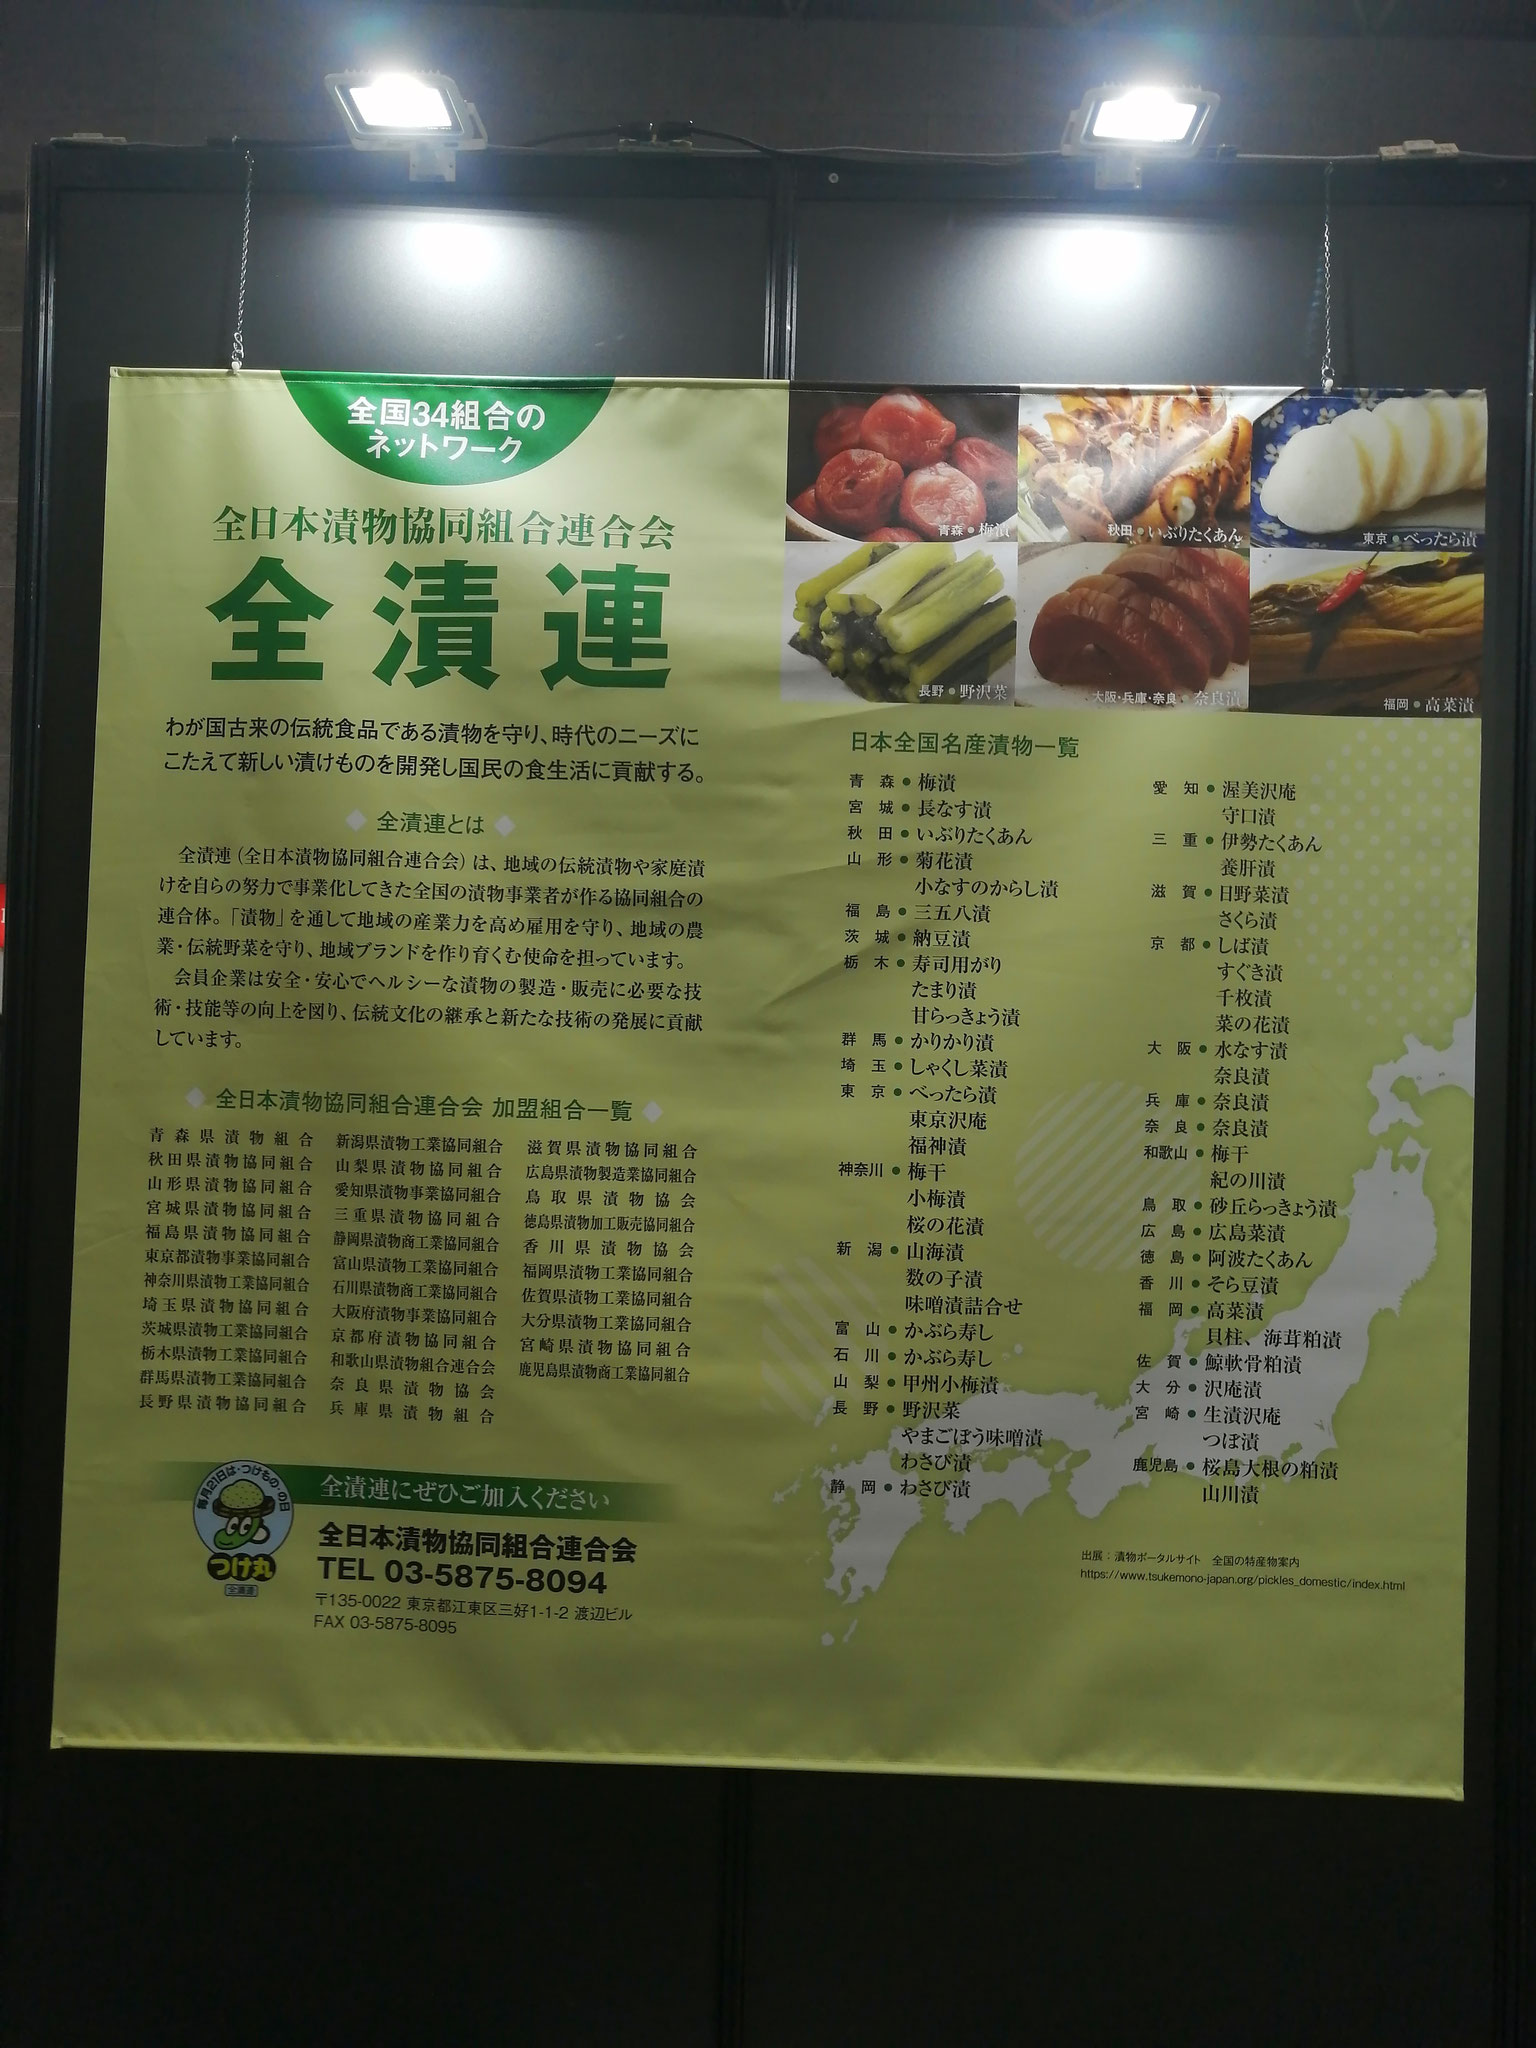 全国34組合の
ネットワーク
全日本漬物協同組合連合会
全漬連
わが国古来の伝統食品である漬物を守り、時代のニーズに
こたえて新しい漬けものを開発し国民の食生活に貢献する。
全漬連とは
全漬連（全日本漬物協同組合連合会）は、地域の伝統漬物や家庭漬
けを自らの努力で事業化してきた全国の漬物事業者が作る協同組合の
連合体。「漬物」を通して地域の産業力を高め雇用を守り、地域の農
業・伝統野菜を守り、地域ブランドを作り育くむ使命を担っています。
会員企業は安全・安心でヘルシーな漬物の製造・販売に必要な技
術・技能等の向上を図り、伝統文化の継承と新たな技術の発展に貢献
しています。
全日本漬物協同組合連合会 加盟組合一覧
青森県漬物組合
秋田県漬物協同組合
山形県漬物協同組合
宮城県漬物協同組合
福島県漬物協同組合
東京都漬物事業協同組合
神奈川県漬物工業協同組合
埼玉県漬物協同組合
茨城県漬物工業協同組合
栃木県漬物工業協同組合
群馬県漬物工業協同組合
長野県漬物協同組合
新潟県漬物工業協同組合
山梨県漬物協同組合
愛知県漬物事業協同組合
三重県漬物協同組合
静岡県漬物商工業協同組合
富山県漬物工業協同組合
石川県漬物商工業協同組合
大阪府漬物事業協同組合
京都府漬物協同組合
和歌山県漬物組合連合会
奈良県漬物協会
兵庫県漬物組合
滋賀県漬物協同組合
広島県漬物製造業協同組合
鳥取県漬物協会
徳島県漬物加工販売協同組合
香川県漬物協会
福岡県漬物工業協同組合
佐賀県漬物工業協同組合
大分県漬物工業協同組合
宮崎県漬物協同組合
鹿児島県漬物商工業協同組合
毎月21日は・つけもの・の日
つけ丸
全漬連
全漬連にぜひご加入ください
全日本漬物協同組合連合会
TEL 03-5875-8094
〒135-0022 東京都江東区三好1-1-2 渡辺ビル
FAX 03-5875-8095
青森●梅漬
秋田●いぶりたくあん
東京●べったら漬
長野●野沢菜
大阪・兵庫・奈良●奈良漬
福岡●高菜漬
日本全国名産漬物一覧
青森●梅漬
宮城●長なす漬
秋田●いぶりたくあん
山形●菊花漬
小なすのからし漬
福島●三五八漬
茨城●納豆漬
栃木●寿司用がり
たまり漬
甘らっきょう漬
群馬●かりかり漬
埼玉●しゃくし菜漬
東京●べったら漬
東京沢庵
福神漬
神奈川●梅干
小梅漬
桜の花漬
新潟●山海漬
数の子漬
味噌漬詰合せ
富山●かぶら寿し
石川●かぶら寿し
山梨●甲州小梅漬
長野●野沢菜
やまごぼう味噌漬
わさび漬
静岡●わさび漬
愛知●渥美沢庵
守口漬
三重●伊勢たくあん
養肝漬
滋賀●日野菜漬
さくら漬
京都●しば漬
すぐき漬
千枚漬
菜の花漬
大阪●水なす漬
奈良漬
兵庫●奈良漬
奈良●奈良漬
和歌山●梅干
紀の川漬
鳥取●砂丘らっきょう漬
広島●広島菜漬
徳島●阿波たくあん
香川●そら豆漬
福岡●高菜漬
貝柱、海茸粕漬
佐賀●鯨軟骨粕漬
大分●沢庵漬
宮崎●生漬沢庵
つぼ漬
鹿児島●桜島大根の粕漬
山川漬
出展：漬物ポータルサイト 全国の特産物案内
https://www.tsukemono-japan.org/pickles_domestic/index.html